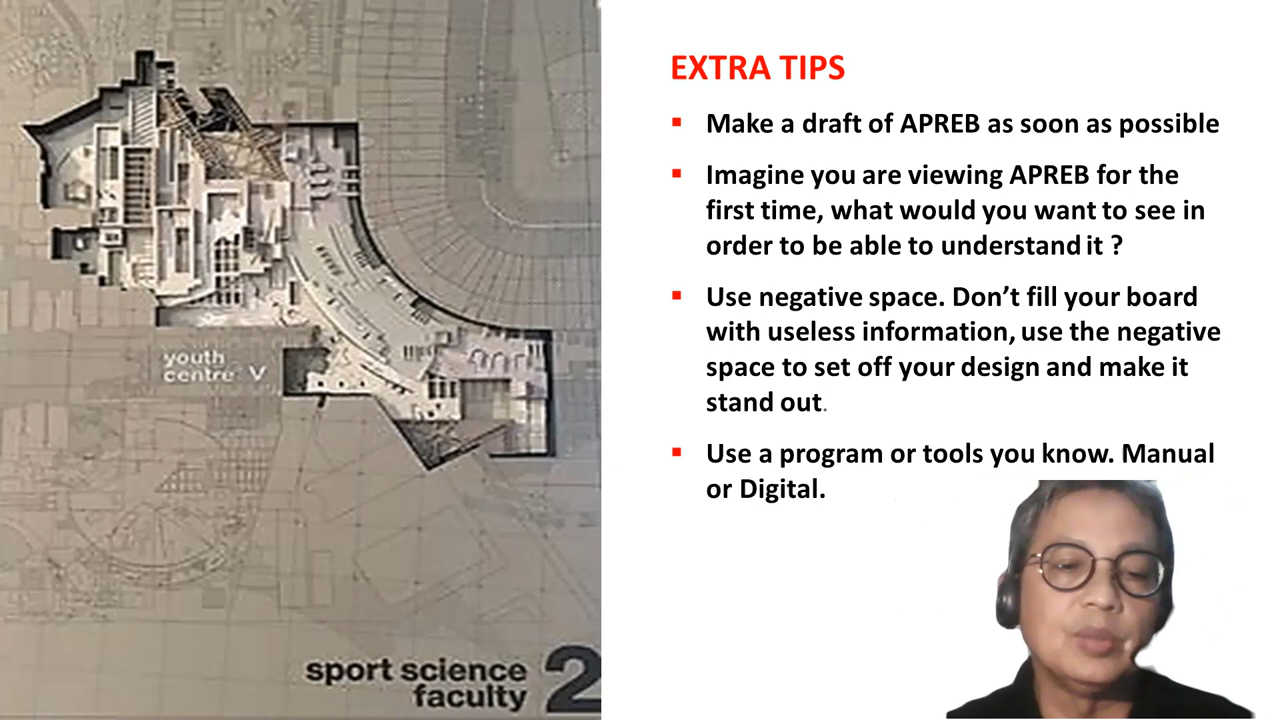 youth
centre V
sport science
faculty
2
EXTRA TIPS
Make a draft of APREB as soon as possible
Imagine you are viewing APREB for the
first time, what would you want to see in
order to be able to understand it ?
Use negative space. Don’t fill your board
with useless information, use the negative
space to set off your design and make it
stand out.
Use a program or tools you know. Manual
or Digital.